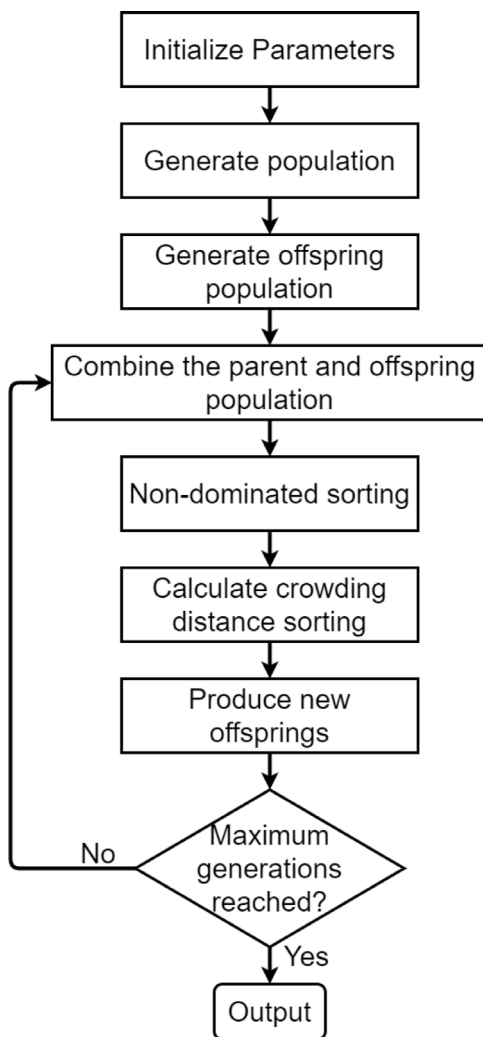 Initialize Parameters
Generate population
Generate offspring
population
Combine the parent and offspring
population
Non-dominated sorting
Calculate crowding
distance sorting
Produce new
offsprings
Maximum
generations
reached?
No
Yes
Output